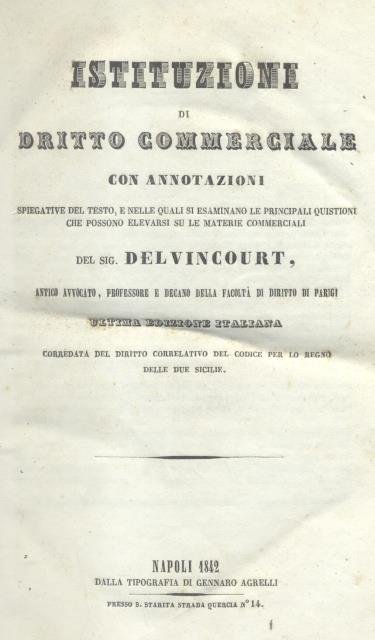 ISTITUZIONE
DI
DRITTO COMMERCIALE
CON ANNOTAZIONI
SPIEGATIVE DEL TESTO, E NELLE QUALI SI ESAMINANO LE PRINCIPALI QUISTIONI
CHE POSSONO ELEVARSI SU LE MATERIE COMMERCIALI
DEL SIG. DELVINCOURT,
ANTICO AVVOCATO, PROFESSORE E DECANO DELLA FACOLTÀ DI DIRITTO DI PARIGI
ULTIMA EDIZIONE ITALIANA
CORREDATA DEL DIRITTO CORRELATIVO DEL CODICE PER LO REGNO
DELLE DUE SICILIE.
NAPOLI 1842
DALLA TIPOGRAFIA DI GENNARO AGRELLI
PRESSO S. STARITA STRADA QUERCIA N° 14.